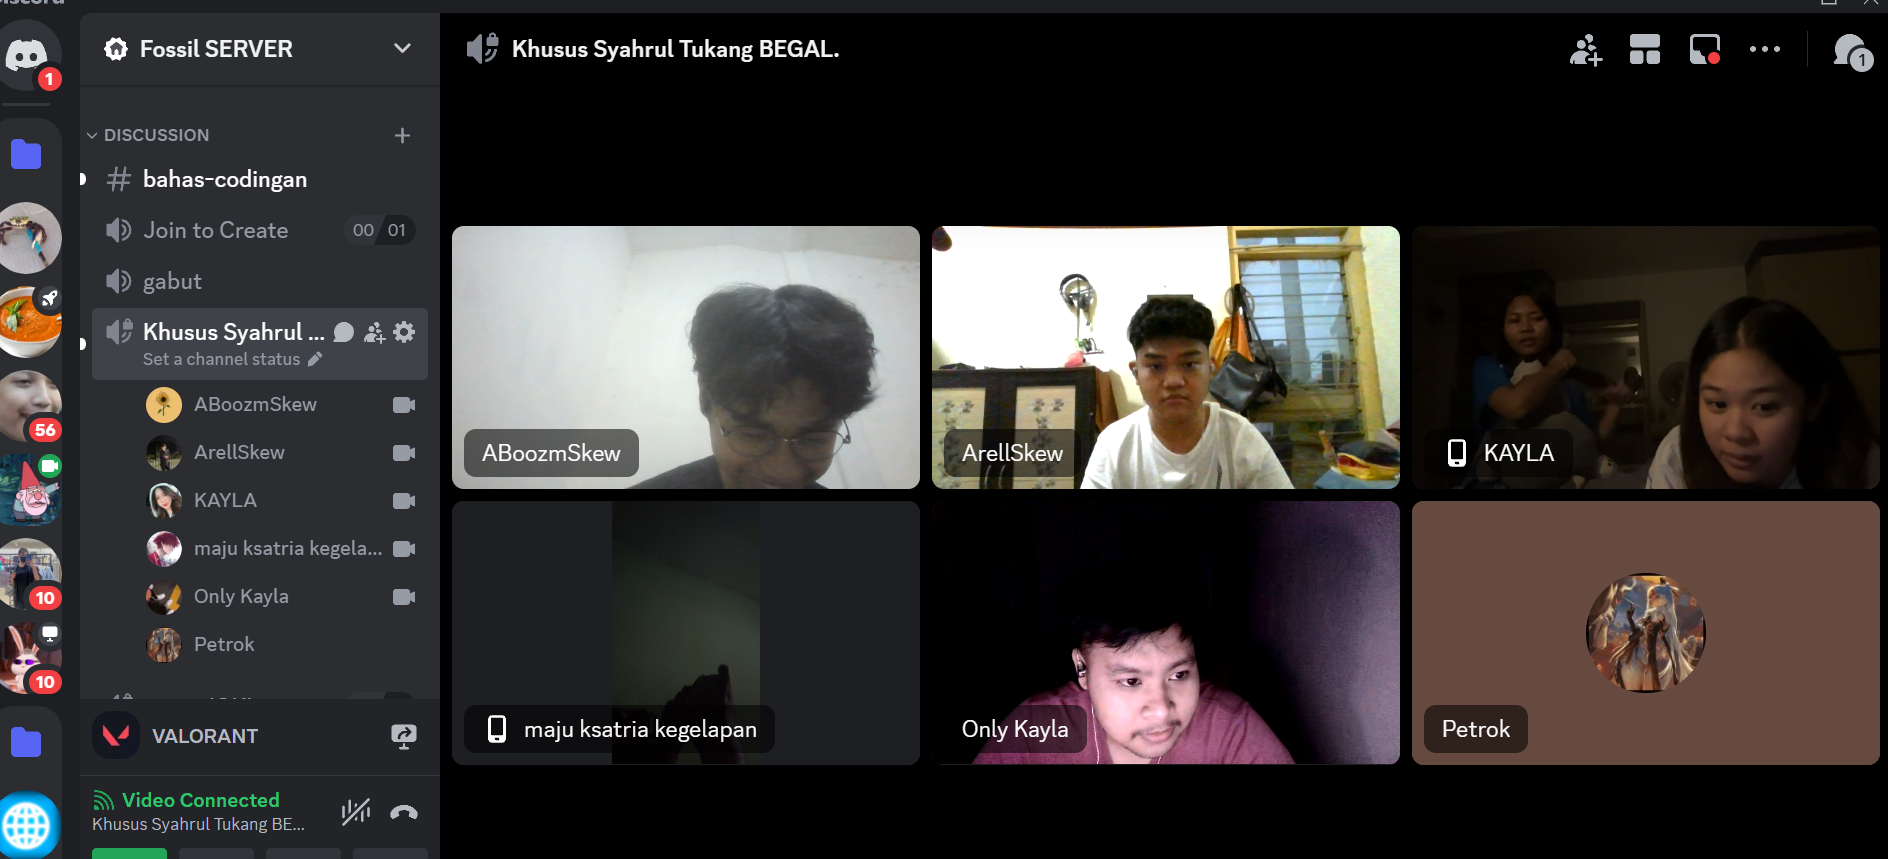 Discord
1
Fossil SERVER
DISCUSSION
bahas-codingan
Join to Create
00 01
gabut
Khusus Syahrul ...
Set a channel status
ABoozmSkew
ArellSkew
KAYLA
maju ksatria kegela...
Only Kayla
Petrok
56
10
10
VALORANT
Video Connected
Khusus Syahrul Tukang BE...
Khusus Syahrul Tukang BEGAL.
1
ABoozmSkew
ArellSkew
KAYLA
maju ksatria kegelapan
Only Kayla
Petrok